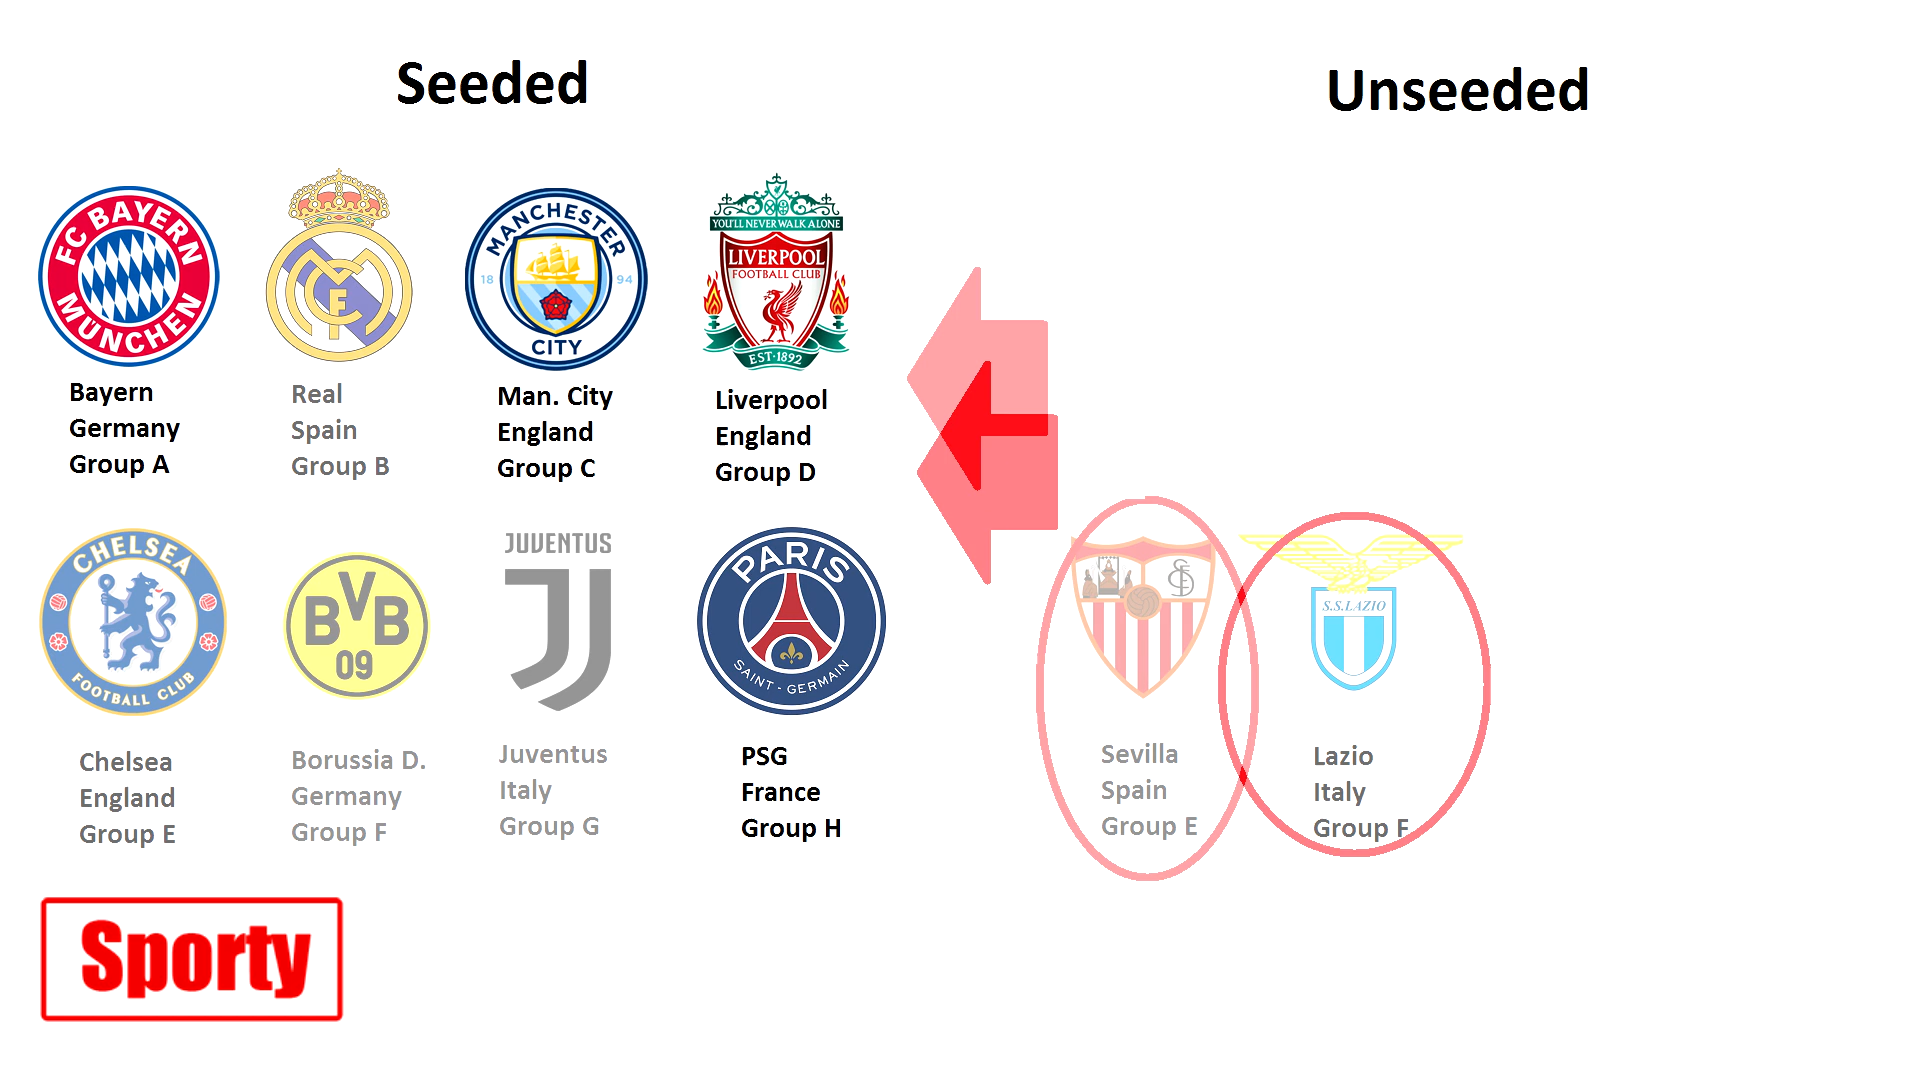 Seeded
Unseeded
FC BAYERN
MÜNCHEN
MANCHESTER
18 94
CITY
YOU'LL NEVER WALK ALONE
LIVERPOOL
FOOTBALL CLUB
EST·1892
Bayern
Germany
Group A
Real
Spain
Group B
Man. City
England
Group C
Liverpool
England
Group D
CHELSEA
FOOTBALL CLUB
BVB
09
JUVENTUS
PARIS
SAINT - GERMAIN
S.S.LAZIO
Chelsea
England
Group E
Borussia D.
Germany
Group F
Juventus
Italy
Group G
PSG
France
Group H
Sevilla
Spain
Group E
Lazio
Italy
Group F
Sporty